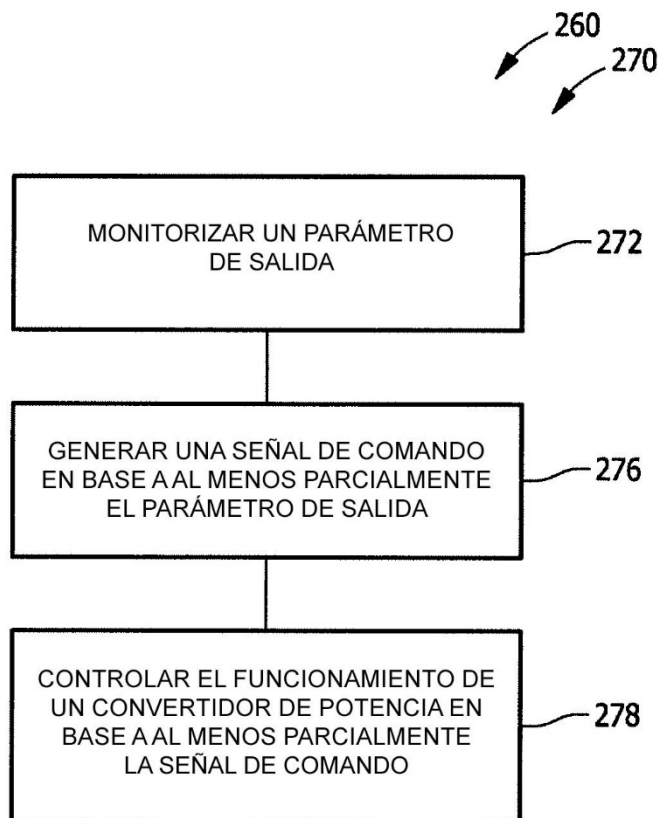 260
270
MONITORIZAR UN PARÁMETRO
DE SALIDA
272
GENERAR UNA SEÑAL DE COMANDO
EN BASE A AL MENOS PARCIALMENTE
EL PARÁMETRO DE SALIDA
276
CONTROLAR EL FUNCIONAMIENTO DE
UN CONVERTIDOR DE POTENCIA EN
BASE A AL MENOS PARCIALMENTE
LA SEÑAL DE COMANDO
278